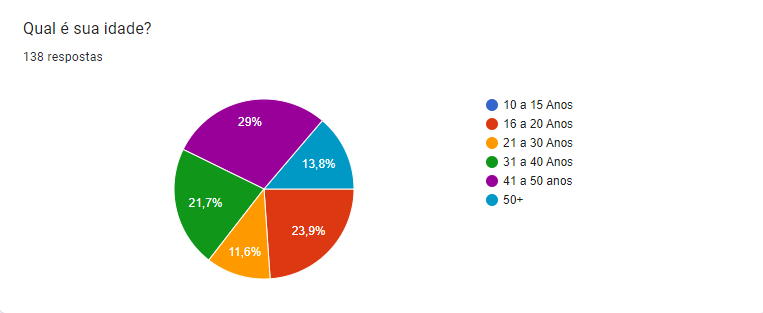 Qual é sua idade?
138 respostas
29%
13,8%
21,7%
11,6%
23,9%
10 a 15 Anos
16 a 20 Anos
21 a 30 Anos
31 a 40 Anos
41 a 50 anos
50+